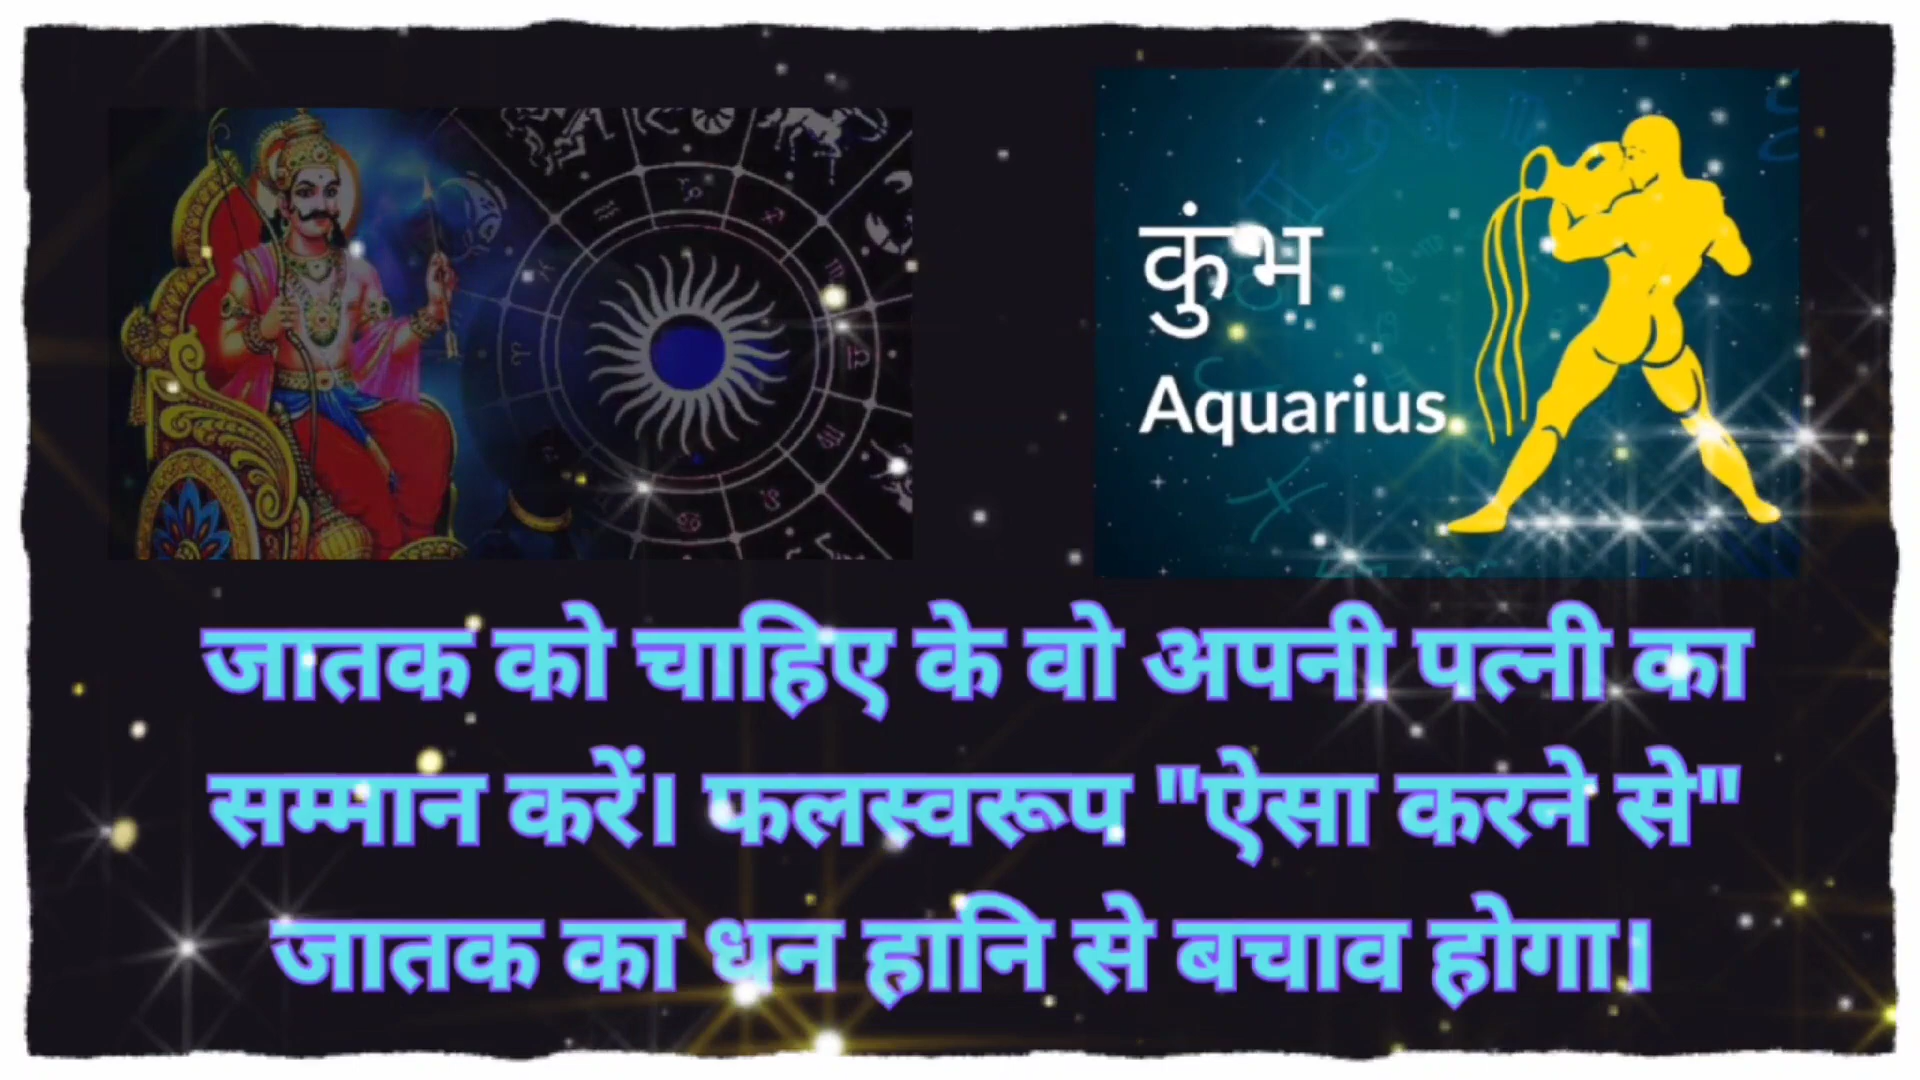 कुंभ
Aquarius
जातक को चाहिए के वो अपनी पत्नी का
सम्मान करें। फलस्वरूप "ऐसा करने से"
जातक का धन हानि से बचाव होगा।